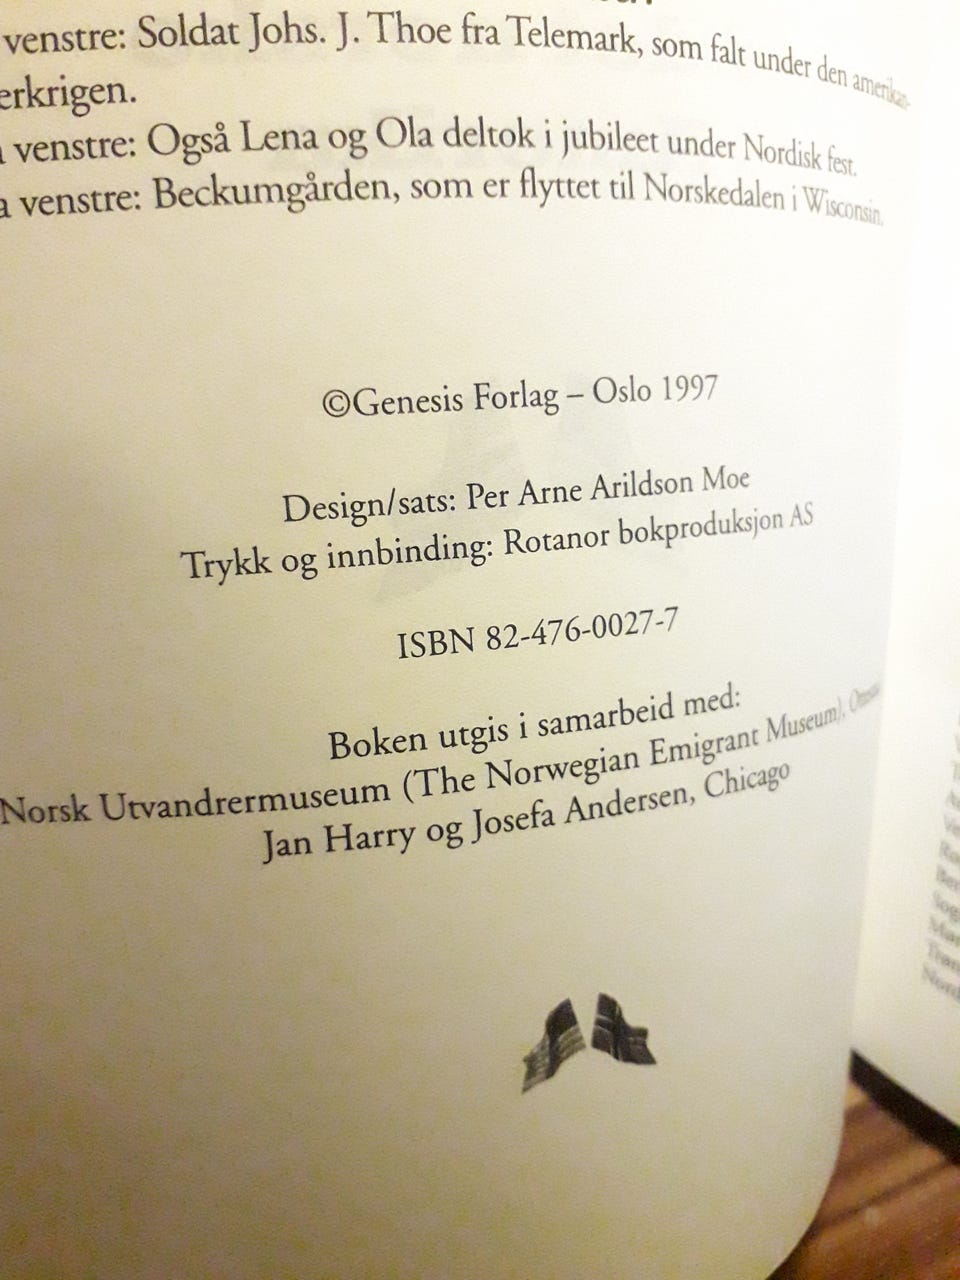 venstre: Soldat Johs. J. Thoe fra Telemark, som falt under den amerikan-
erkrigen.
venstre: Også Lena og Ola deltok i jubileet under Nordisk fest.
a venstre: Beckumgården, som er flyttet til Norskedalen i Wisconsin.
©Genesis Forlag – Oslo 1997
Design/sats: Per Arne Arildson Moe
Trykk og innbinding: Rotanor bokproduksjon AS
ISBN 82-476-0027-7
Boken utgis i samarbeid med:
Norsk Utvandrermuseum (The Norwegian Emigrant Museum),
Jan Harry og Josefa Andersen, Chicago